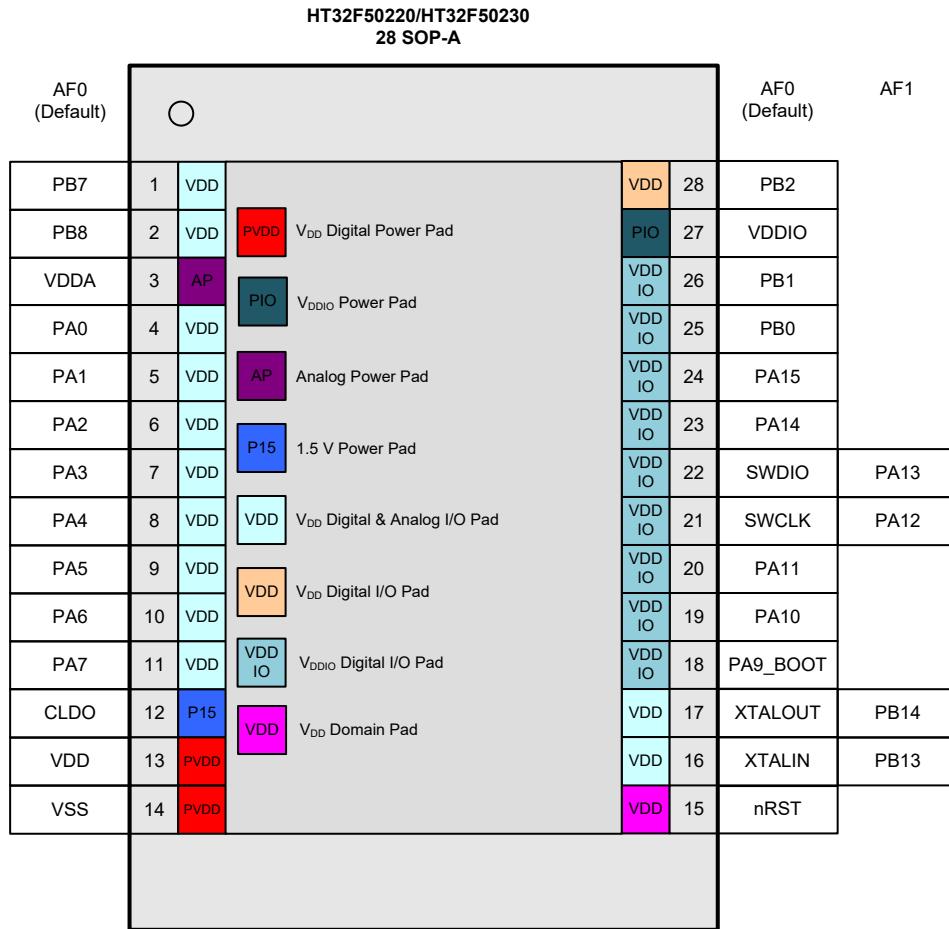 HT32F50220/HT32F50230
28 SOP-A
AF0
(Default)
AF0
(Default)
AF1
PB7 1 VDD
VDD 28 PB2
PB8 2 VDD
PVDD VDD Digital Power Pad
PIO 27 VDDIO
VDDA 3 AP
PIO VDDIO Power Pad
VDD
IO 26 PB1
PA0 4 VDD
VDD
IO 25 PB0
PA1 5 VDD
AP Analog Power Pad
VDD
IO 24 PA15
PA2 6 VDD
P15 1.5 V Power Pad
VDD
IO 23 PA14
PA3 7 VDD
VDD
IO 22 SWDIO PA13
PA4 8 VDD
VDD VDD Digital & Analog I/O Pad
VDD
IO 21 SWCLK PA12
PA5 9 VDD
VDD VDD Digital I/O Pad
VDD
IO 20 PA11
PA6 10 VDD
VDD
IO 19 PA10
PA7 11 VDD
VDD
IO VDDIO Digital I/O Pad
VDD
IO 18 PA9_BOOT
CLDO 12 P15
VDD VDD Domain Pad
VDD 17 XTALOUT PB14
VDD 13 PVDD
VDD 16 XTALIN PB13
VSS 14 PVDD
VDD 15 nRST